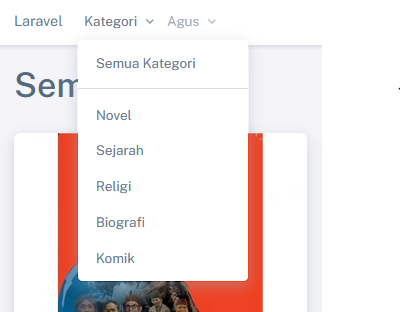 Laravel Kategori Agus
Semua Kategori
Sem
Novel
Sejarah
Religi
Biografi
Komik